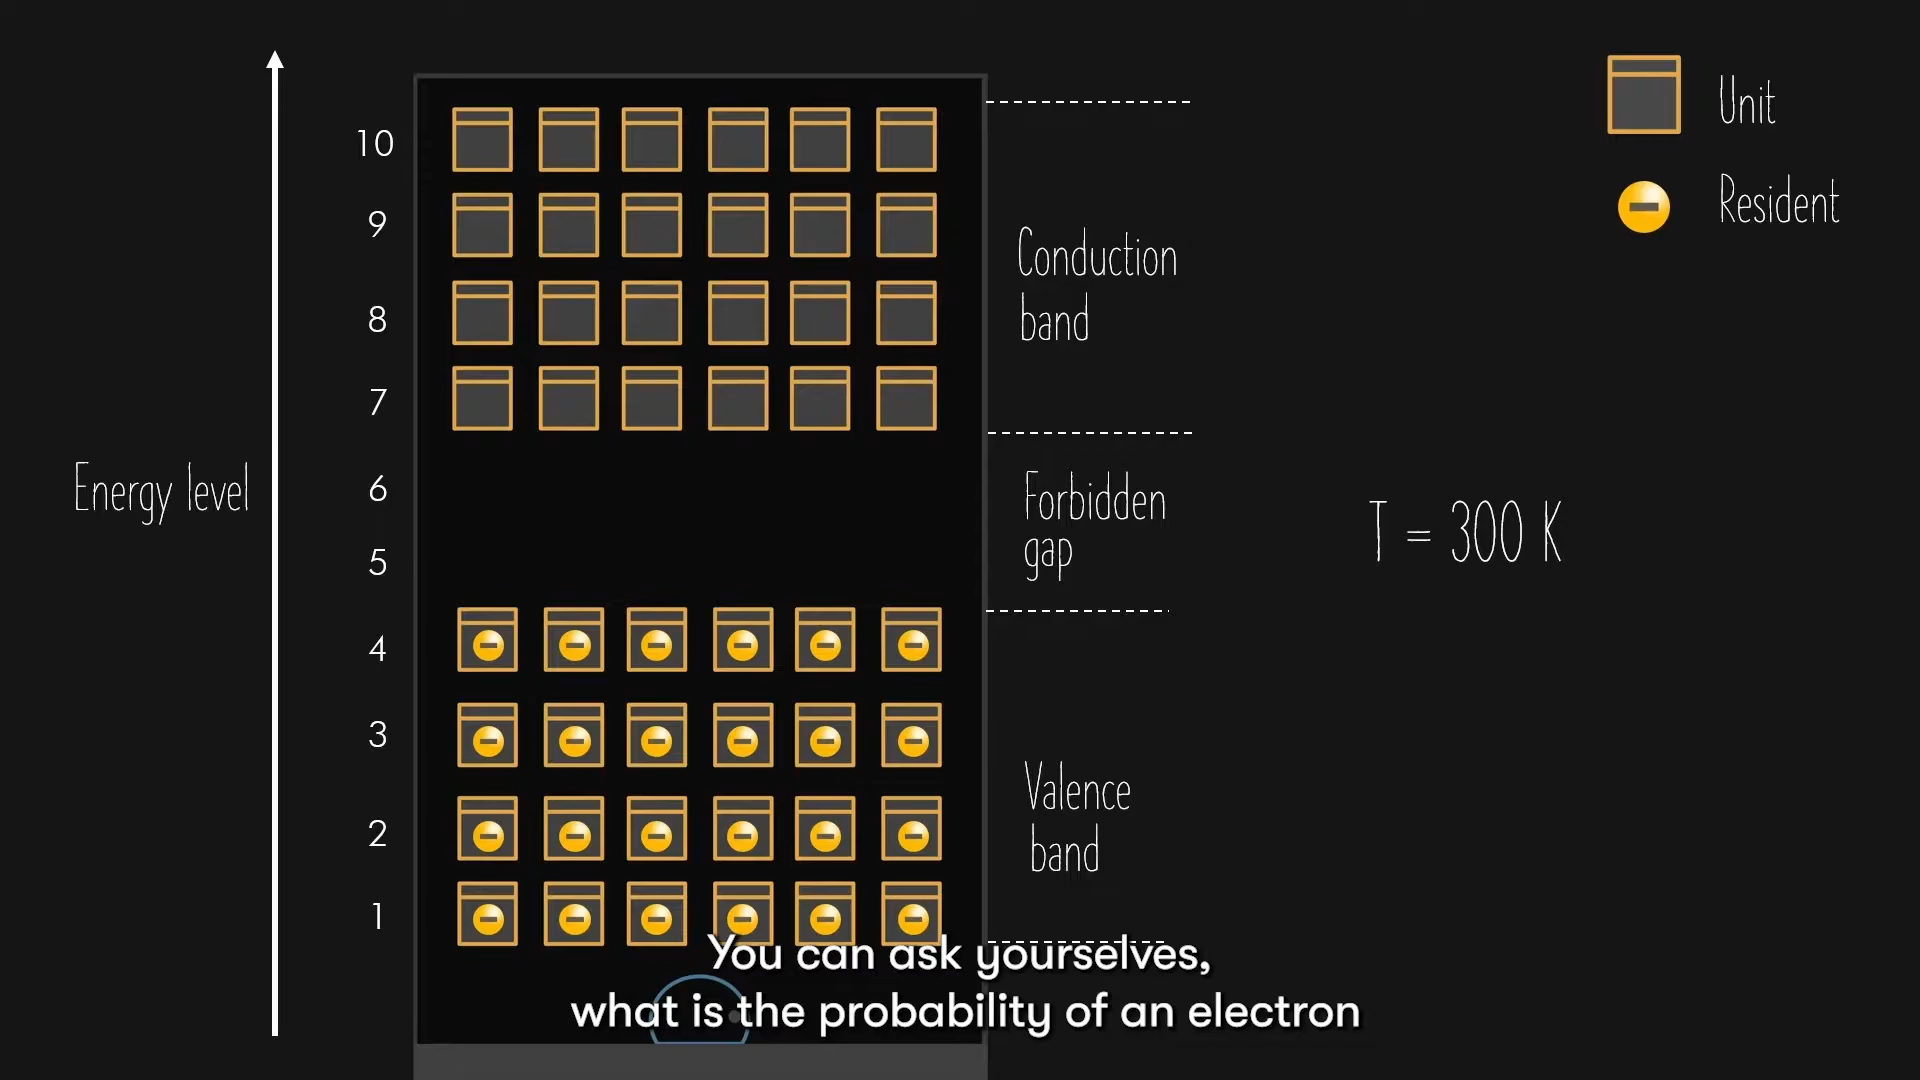 Unit
Resident
10
9
8
7
6
5
4
3
2
1
Energy level
Conduction
band
Forbidden
gap
Valence
band
T = 300 K
You can ask yourselves,
what is the probability of an electron